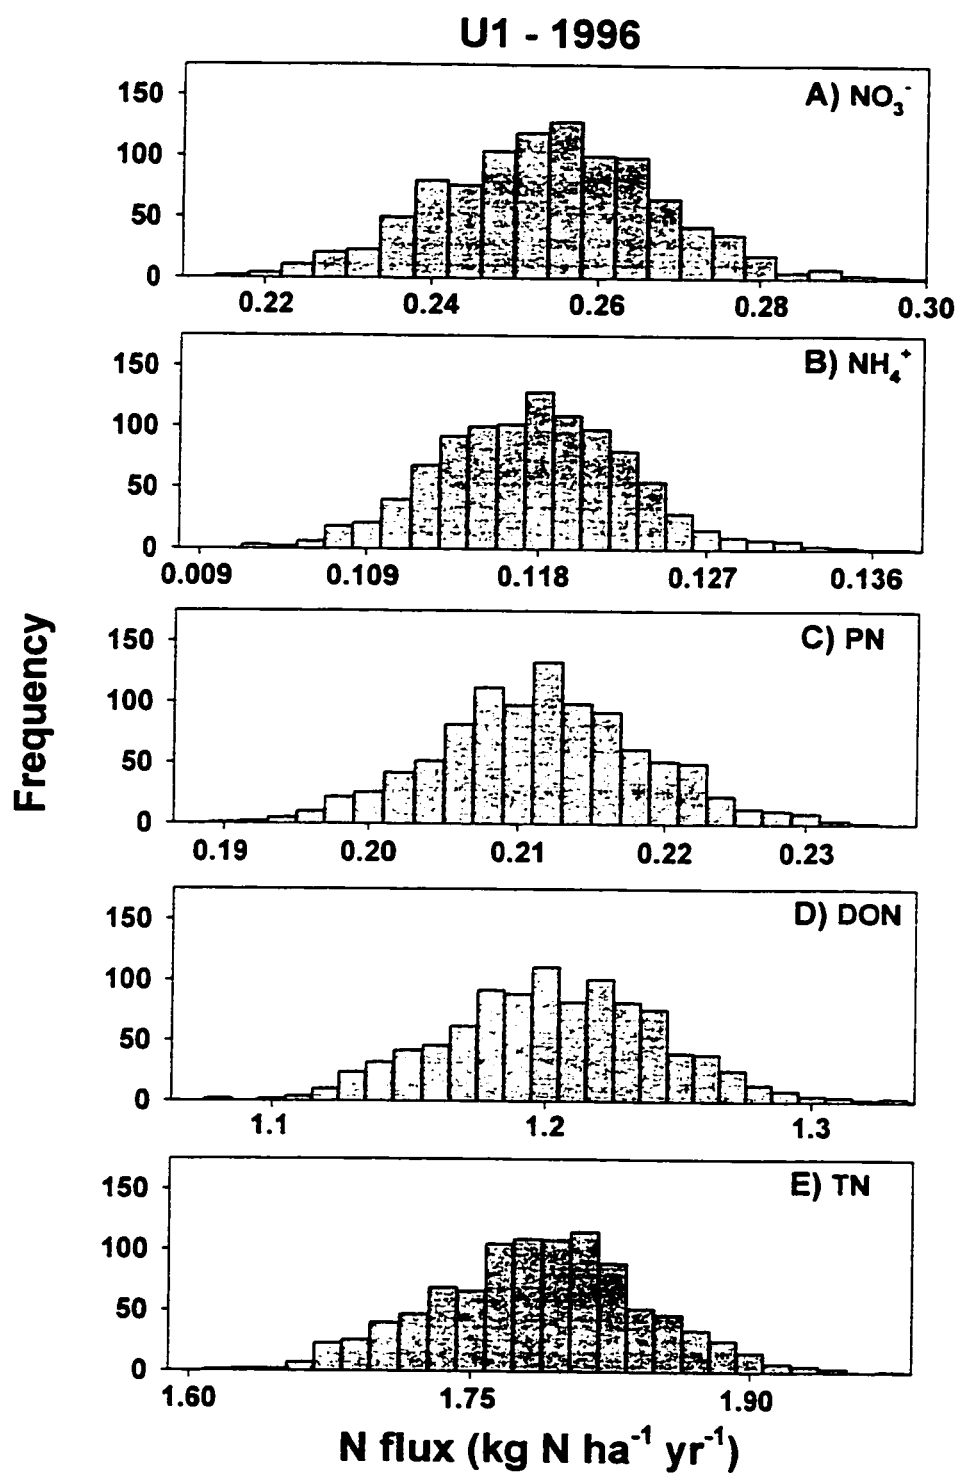 U1 - 1996
A) NO₃⁻
150
100
50
0
0.22 0.24 0.26 0.28 0.30
B) NH₄⁺
150
100
50
0
0.009 0.109 0.118 0.127 0.136
C) PN
150
100
50
0
0.19 0.20 0.21 0.22 0.23
D) DON
150
100
50
0
1.1 1.2 1.3
E) TN
150
100
50
0
1.60 1.75 1.90
Frequency
N flux (kg N ha⁻¹ yr⁻¹)